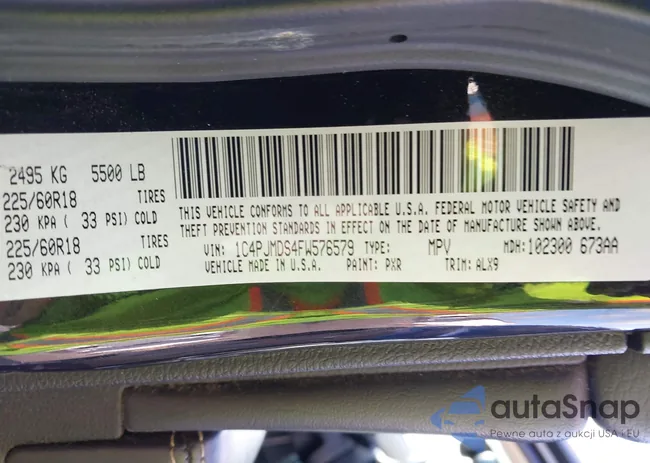 2495 KG 5500 LB
225/60R18 TIRES
230 KPA ( 33 PSI) COLD
225/60R18 TIRES
230 KPA ( 33 PSI) COLD
THIS VEHICLE CONFORMS TO ALL APPLICABLE U.S.A. FEDERAL MOTOR VEHICLE SAFETY AND
THEFT PREVENTION STANDARDS IN EFFECT ON THE DATE OF MANUFACTURE SHOWN ABOVE.
VIN: 1C4PJMDS4FW576579 TYPE: MPV MDH: 102300 673AA
VEHICLE MADE IN U.S.A. PAINT: PXR TRIM: ALX9
autaSnap
Pewne auta z aukcji USA i EU